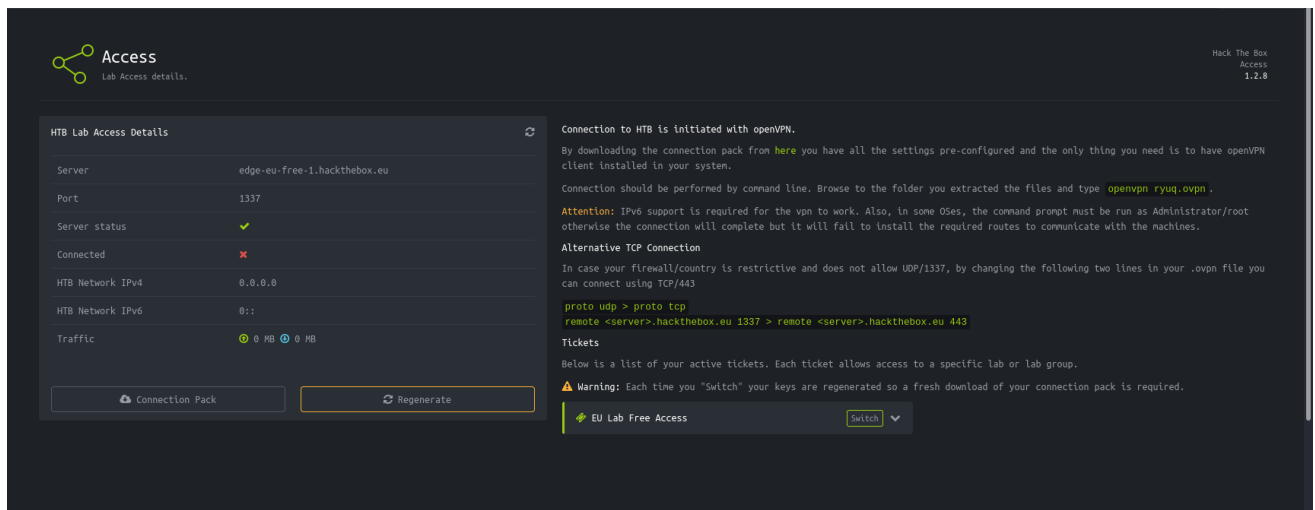 Access
Lab Access details.
Hack The Box
Access
1.2.8
HTB Lab Access Details
Server edge-eu-free-1.hackthebox.eu
Port 1337
Server status
Connected
HTB Network IPv4 0.0.0.0
HTB Network IPv6 0::
Traffic 0 MB 0 MB
Connection Pack Regenerate
Connection to HTB is initiated with openVPN.
By downloading the connection pack from here you have all the settings pre-configured and the only thing you need is to have openVPN
client installed in your system.
Connection should be performed by command line. Browse to the folder you extracted the files and type openvpn ryuq.ovpn.
Attention: IPv6 support is required for the vpn to work. Also, in some OSes, the command prompt must be run as Administrator/root
otherwise the connection will complete but it will fail to install the required routes to communicate with the machines.
Alternative TCP Connection
In case your firewall/country is restrictive and does not allow UDP/1337, by changing the following two lines in your .ovpn file you
can connect using TCP/443
proto udp > proto tcp
remote <server>.hackthebox.eu 1337 > remote <server>.hackthebox.eu 443
Tickets
Below is a list of your active tickets. Each ticket allows access to a specific lab or lab group.
Warning: Each time you "Switch" your keys are regenerated so a fresh download of your connection pack is required.
EU Lab Free Access Switch